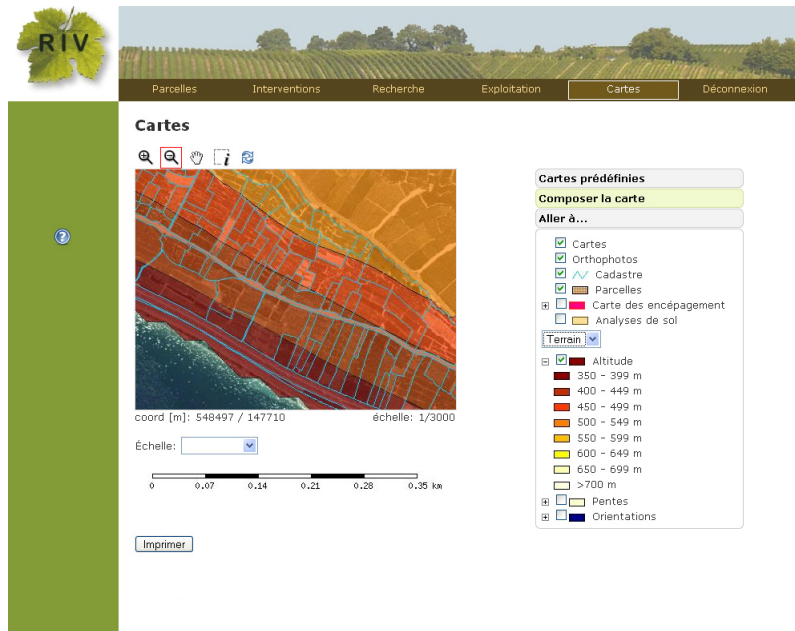 RIV
Parcelles Interventions Recherche Exploitation Cartes Déconnexion
Cartes
i
Cartes prédéfinies
Composer la carte
Aller à...
?
Cartes
Orthophotos
Cadastre
Parcelles
Carte des encépagement
Analyses de sol
Terrain
Altitude
350 - 399 m
400 - 449 m
450 - 499 m
500 - 549 m
550 - 599 m
600 - 649 m
650 - 699 m
>700 m
Pentes
Orientations
coord [m]: 548497 / 147710 échelle: 1/3000
Échelle:
0 0.07 0.14 0.21 0.28 0.35 km
Imprimer